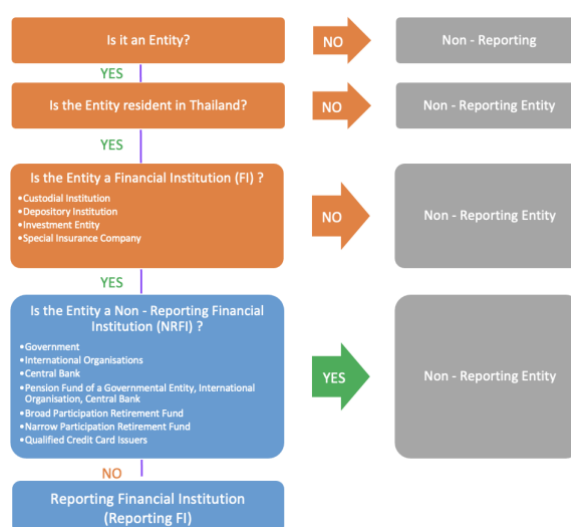 Is it an Entity?
NO
Non - Reporting
YES
Is the Entity resident in Thailand?
NO
Non - Reporting Entity
YES
Is the Entity a Financial Institution (FI) ?
•Custodial Institution
•Depository Institution
•Investment Entity
•Special Insurance Company
NO
Non - Reporting Entity
YES
Is the Entity a Non - Reporting Financial
Institution (NRFI) ?
•Government
•International Organisations
•Central Bank
•Pension Fund of a Governmental Entity, International
Organisation, Central Bank
•Broad Participation Retirement Fund
•Narrow Participation Retirement Fund
•Qualified Credit Card Issuers
YES
Non - Reporting Entity
NO
Reporting Financial Institution
(Reporting FI)